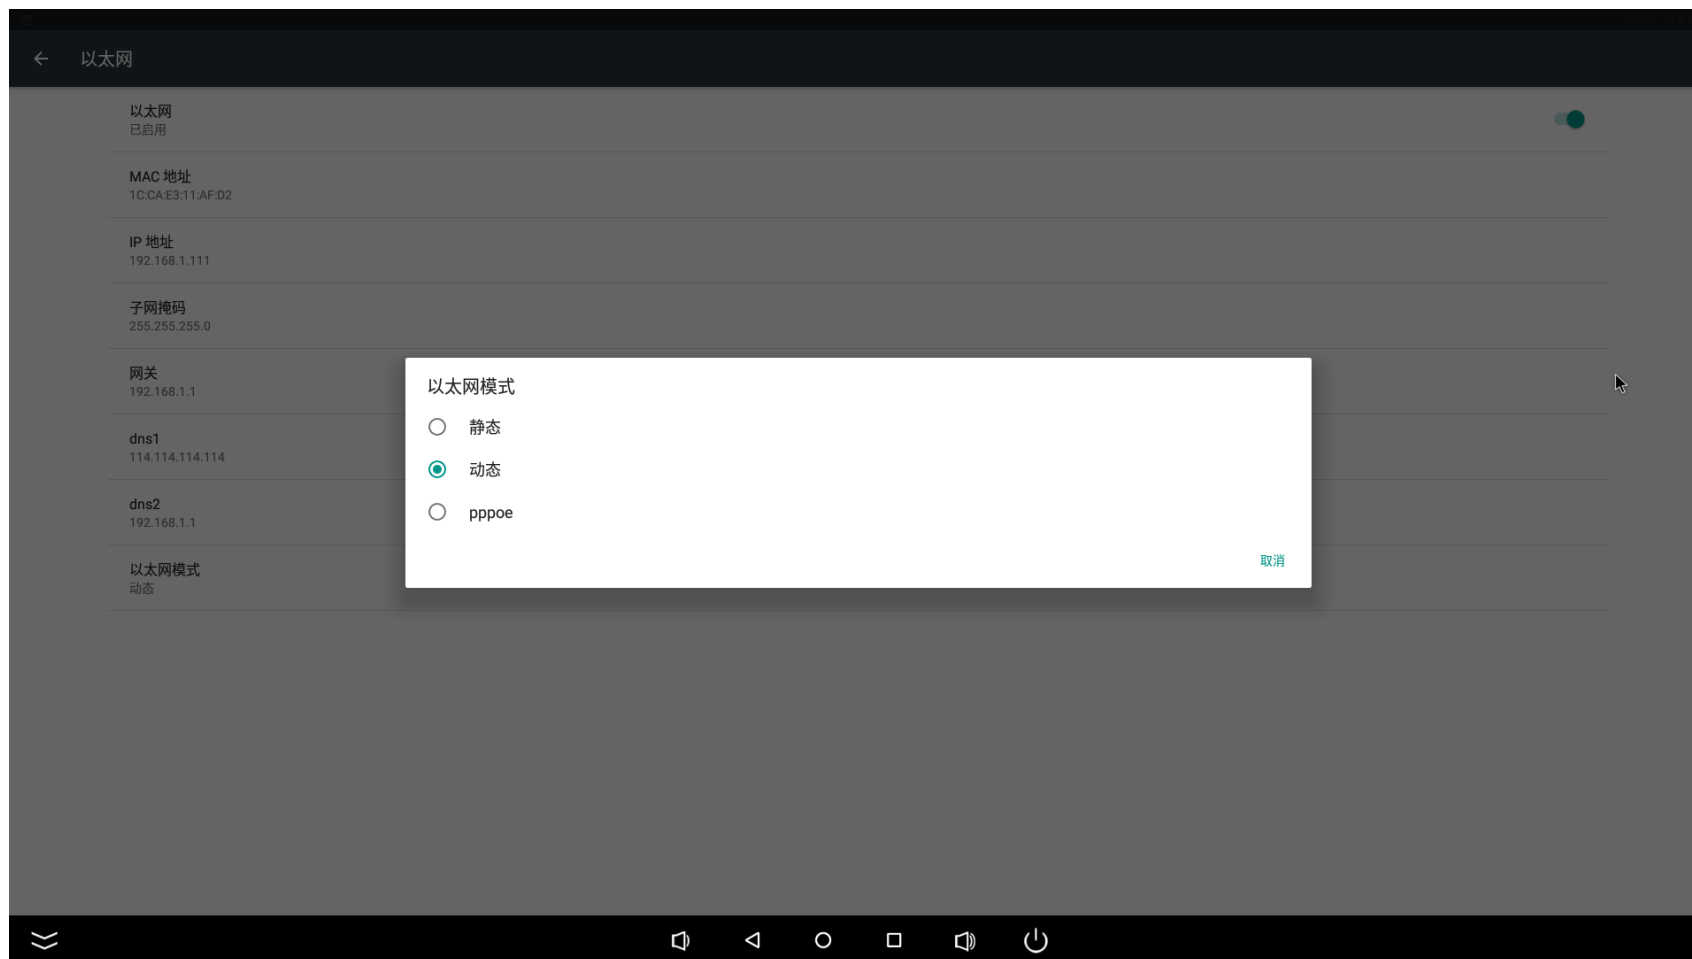 以太网
以太网
已启用
MAC 地址
1C:CA:E3:11:AF:D2
IP 地址
192.168.1.111
子网掩码
255.255.255.0
网关
192.168.1.1
dns1
114.114.114.114
dns2
192.168.1.1
以太网模式
动态
以太网模式
静态
动态
pppoe
取消